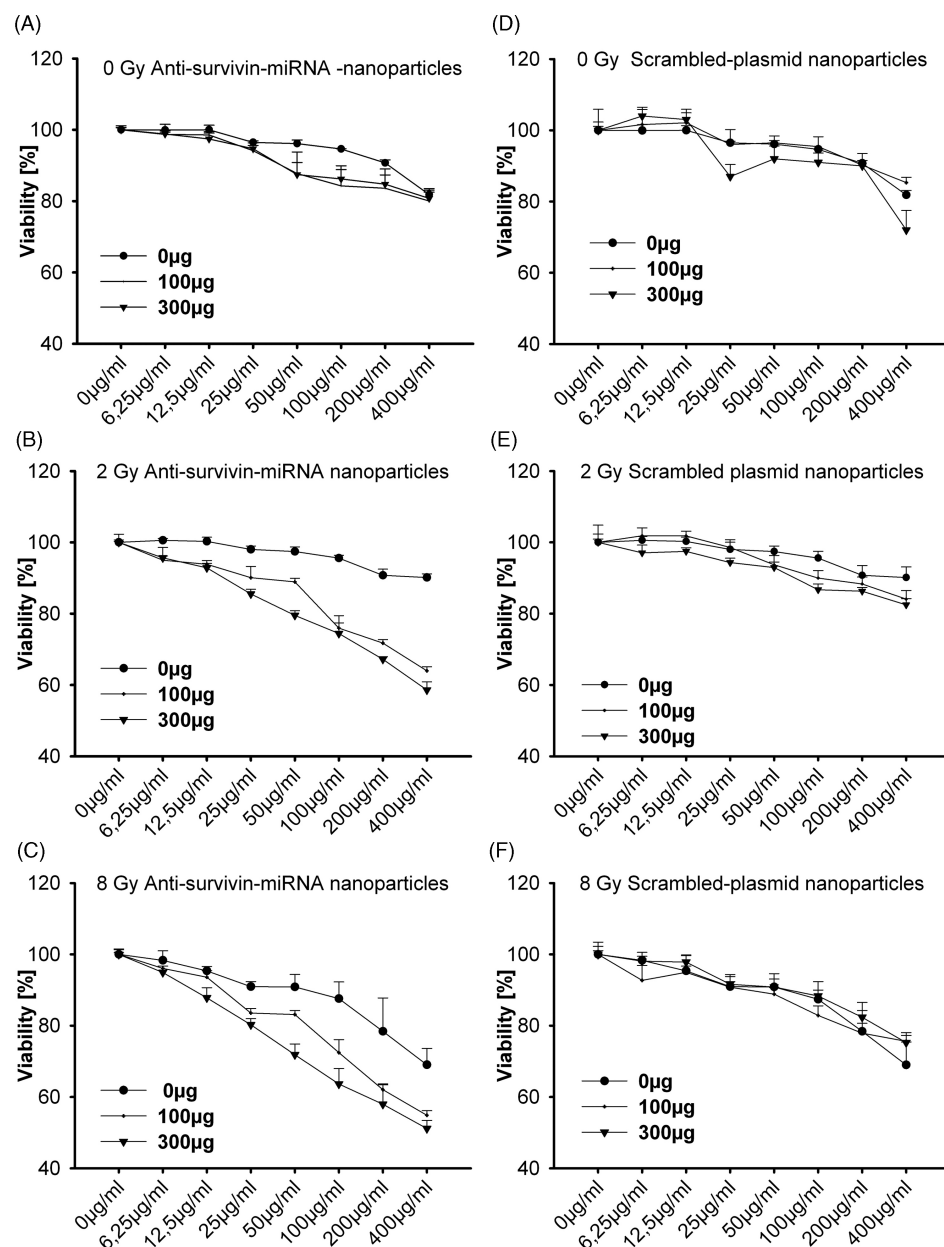 (A)
120
0 Gy Anti-survivin-miRNA -nanoparticles
100
80
60
40
Viability [%]
0µg
100µg
300µg
0µg/ml
6,25µg/ml
12,5µg/ml
25µg/ml
50µg/ml
100µg/ml
200µg/ml
400µg/ml
(B)
120
2 Gy Anti-survivin-miRNA nanoparticles
100
80
60
40
Viability [%]
0µg
100µg
300µg
0µg/ml
6,25µg/ml
12,5µg/ml
25µg/ml
50µg/ml
100µg/ml
200µg/ml
400µg/ml
(C)
120
8 Gy Anti-survivin-miRNA nanoparticles
100
80
60
40
Viability [%]
0µg
100µg
300µg
0µg/ml
6,25µg/ml
12,5µg/ml
25µg/ml
50µg/ml
100µg/ml
200µg/ml
400µg/ml
(D)
120
0 Gy Scrambled-plasmid nanoparticles
100
80
60
40
Viability [%]
0µg
100µg
300µg
0µg/ml
6,25µg/ml
12,5µg/ml
25µg/ml
50µg/ml
100µg/ml
200µg/ml
400µg/ml
(E)
120
2 Gy Scrambled plasmid nanoparticles
100
80
60
40
Viability [%]
0µg
100µg
300µg
0µg/ml
6,25µg/ml
12,5µg/ml
25µg/ml
50µg/ml
100µg/ml
200µg/ml
400µg/ml
(F)
120
8 Gy Scrambled-plasmid nanoparticles
100
80
60
40
Viability [%]
0µg
100µg
300µg
0µg/ml
6,25µg/ml
12,5µg/ml
25µg/ml
50µg/ml
100µg/ml
200µg/ml
400µg/ml